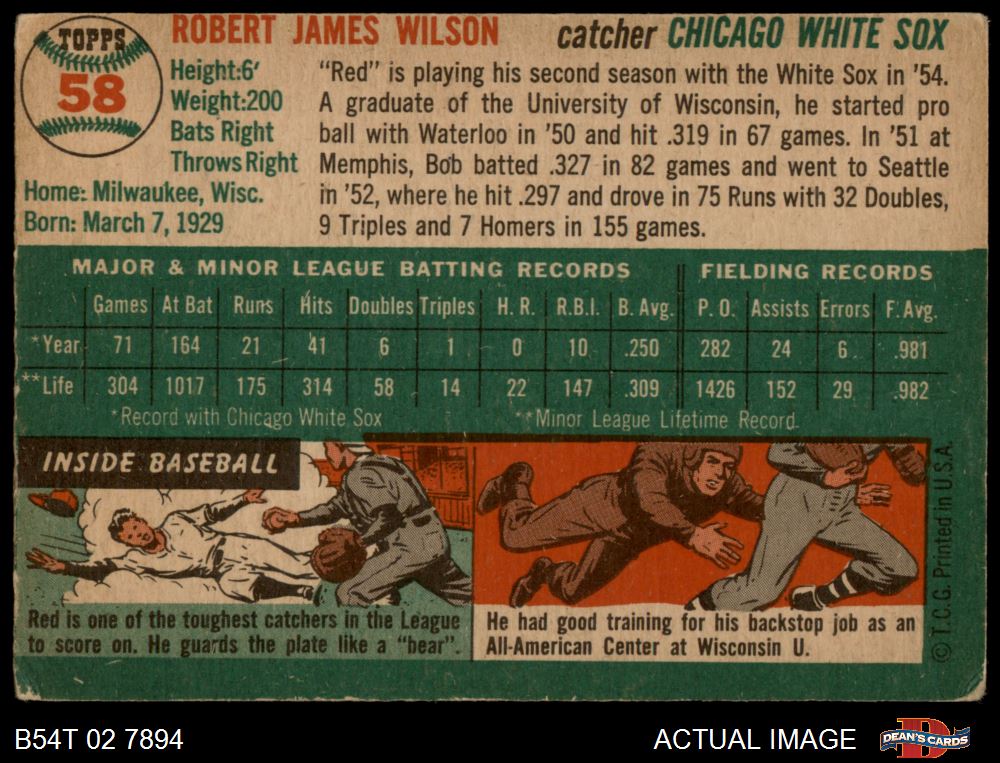 TOPPS
58
ROBERT JAMES WILSON catcher CHICAGO WHITE SOX
Height:6'
Weight:200
Bats Right
Throws Right
Home: Milwaukee, Wisc.
Born: March 7, 1929
"Red" is playing his second season with the White Sox in '54.
A graduate of the University of Wisconsin, he started pro
ball with Waterloo in '50 and hit .319 in 67 games. In '51 at
Memphis, Bob batted .327 in 82 games and went to Seattle
in '52, where he hit .297 and drove in 75 Runs with 32 Doubles,
9 Triples and 7 Homers in 155 games.
MAJOR & MINOR LEAGUE BATTING RECORDS FIELDING RECORDS
Games At Bat Runs Hits Doubles Triples H. R. R.B.I. B. Avg. P. O. Assists Errors F. Avg.
*Year 71 164 21 41 6 1 0 10 .250 282 24 6 .981
**Life 304 1017 175 314 58 14 22 147 .309 1426 152 29 .982
*Record with Chicago White Sox **Minor League Lifetime Record.
INSIDE BASEBALL
Red is one of the toughest catchers in the League
to score on. He guards the plate like a "bear".
He had good training for his backstop job as an
All-American Center at Wisconsin U.
© T.C.G. Printed in U.S.A.
B54T 02 7894
ACTUAL IMAGE
D
DEAN'S CARDS